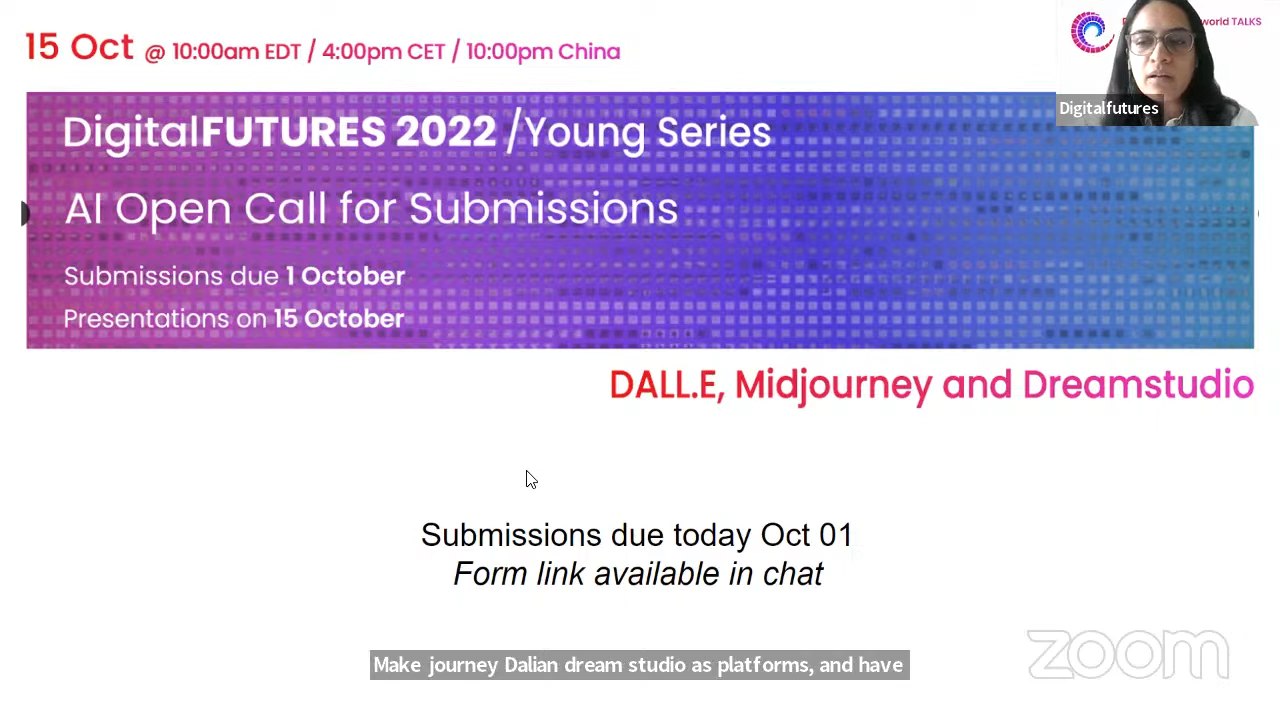 15 Oct @ 10:00am EDT / 4:00pm CET / 10:00pm China
world TALKS
Digitalfutures
DigitalFUTURES 2022 /Young Series
AI Open Call for Submissions
Submissions due 1 October
Presentations on 15 October
DALL.E, Midjourney and Dreamstudio
Submissions due today Oct 01
Form link available in chat
zoom
Make journey Dalian dream studio as platforms, and have